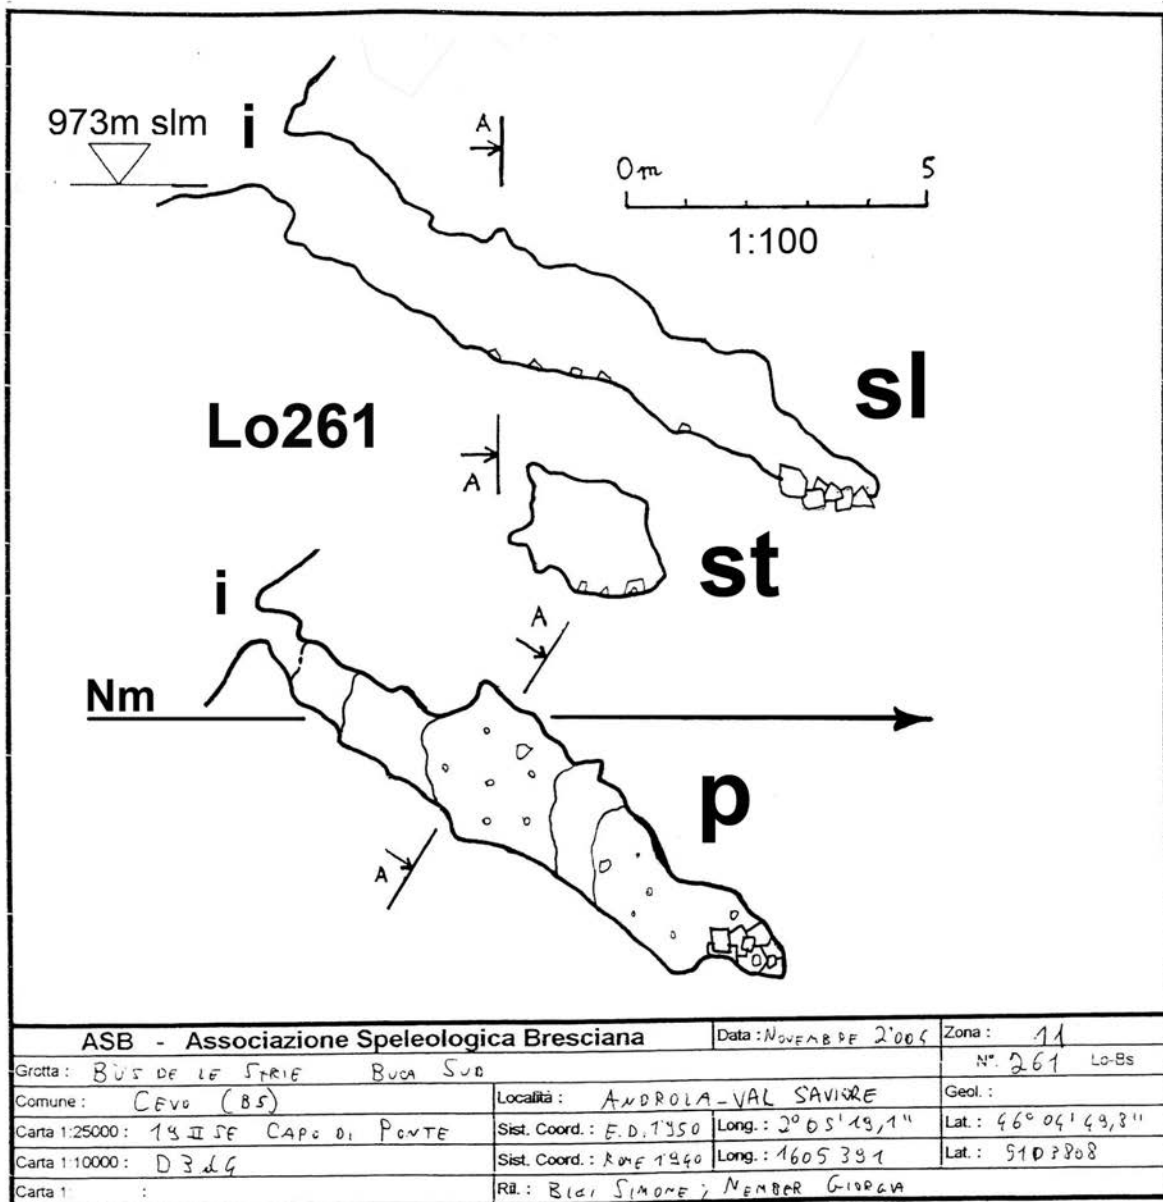 973m slm
i
A
0m 5
1:100
sl
Lo261
A
st
i
A
Nm
p
A
ASB - Associazione Speleologica Bresciana
Data : NOVEMBRE
Zona : 11
Grotta : BÜS DE LE STRIE BUCA SUD
N°. 261 Lo-Bs
Comune : CEVO (BS)
Località : ANDROLA - VAL SAVIORE
Geol. :
Carta 1:25000 : 19 II SE CAPO DI PONTE
Sist. Coord. : E.D. 1950
Long. : 2° 05' 19,1"
Lat. : 46° 04' 49,8"
Carta 1:10000 : D3d4
Sist. Coord. : ROME 1940
Long. : 1605391
Lat. : 5103808
Carta 1: :
Ril. : SIMONE ; NEMBER GIORGIA